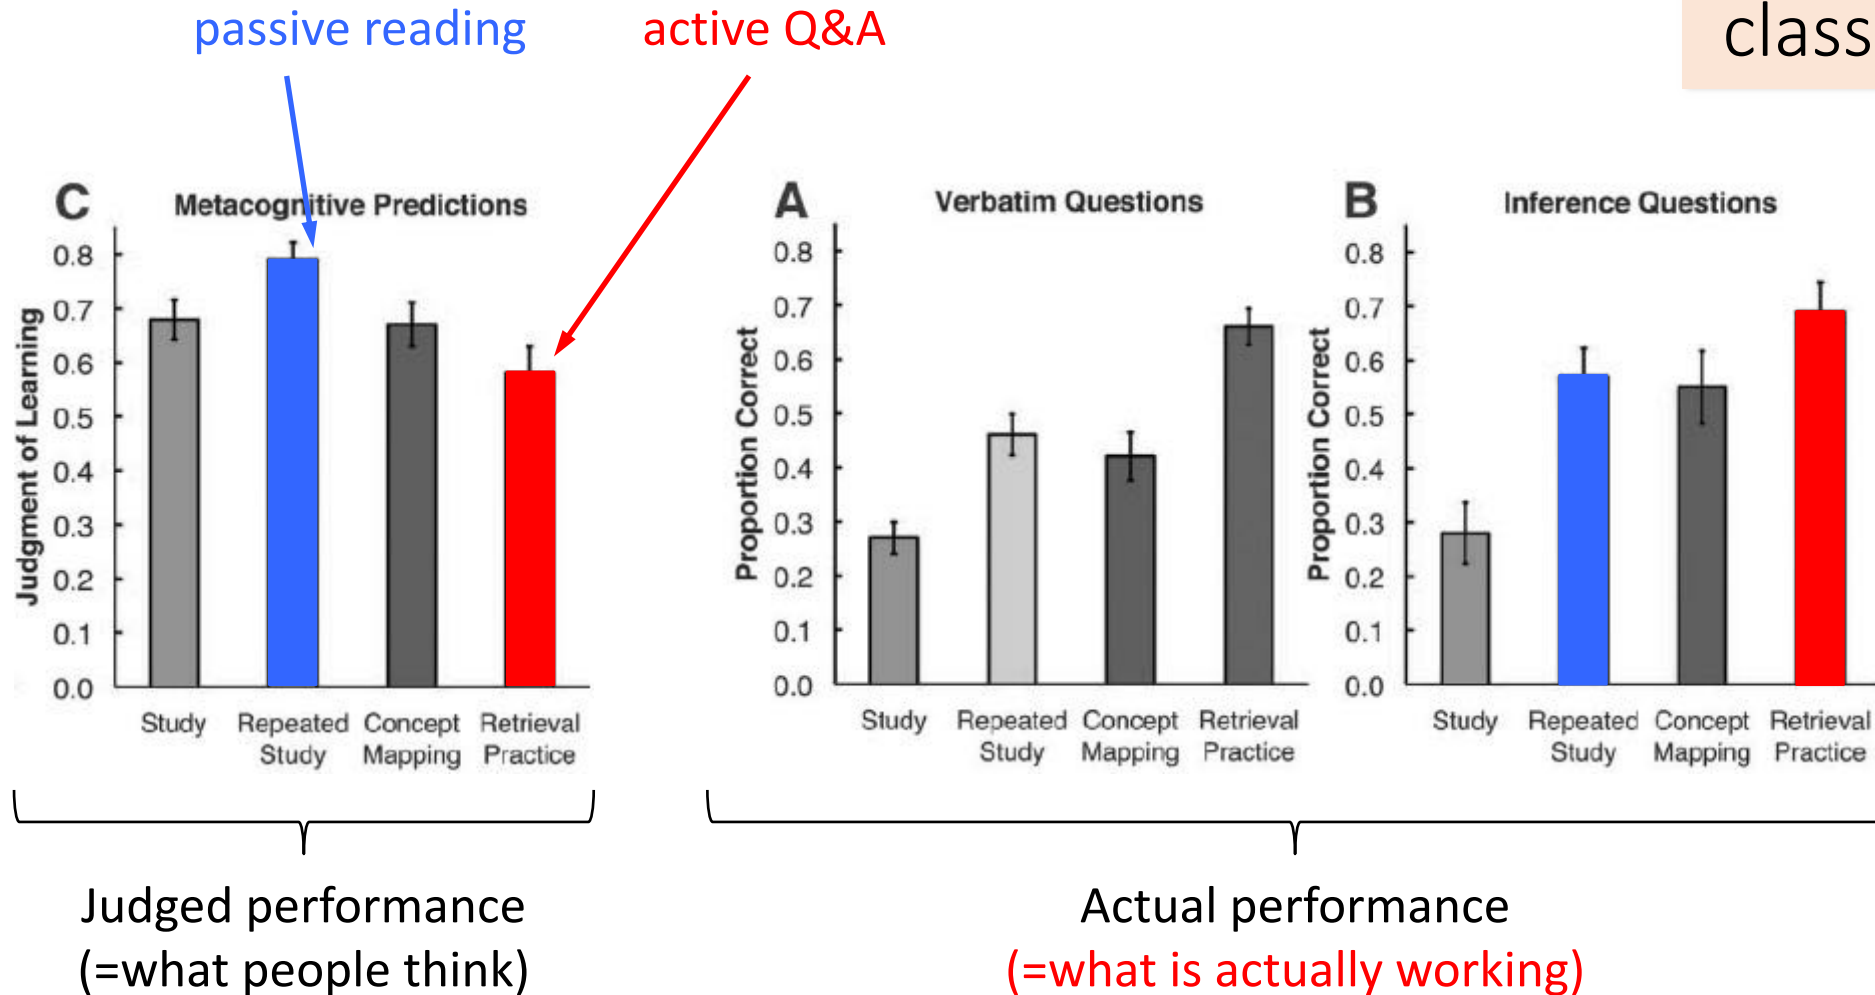 passive reading
active Q&A
class
C
Metacognitive Predictions
Judgment of Learning
0.8
0.7
0.6
0.5
0.4
0.3
0.2
0.1
0.0
Study
Repeated
Study
Concept
Mapping
Retrieval
Practice
A
Verbatim Questions
Proportion Correct
0.8
0.7
0.6
0.5
0.4
0.3
0.2
0.1
0.0
Study
Repeated
Study
Concept
Mapping
Retrieval
Practice
B
Inference Questions
Proportion Correct
0.8
0.7
0.6
0.5
0.4
0.3
0.2
0.1
0.0
Study
Repeated
Study
Concept
Mapping
Retrieval
Practice
Judged performance
(=what people think)
Actual performance
(=what is actually working)